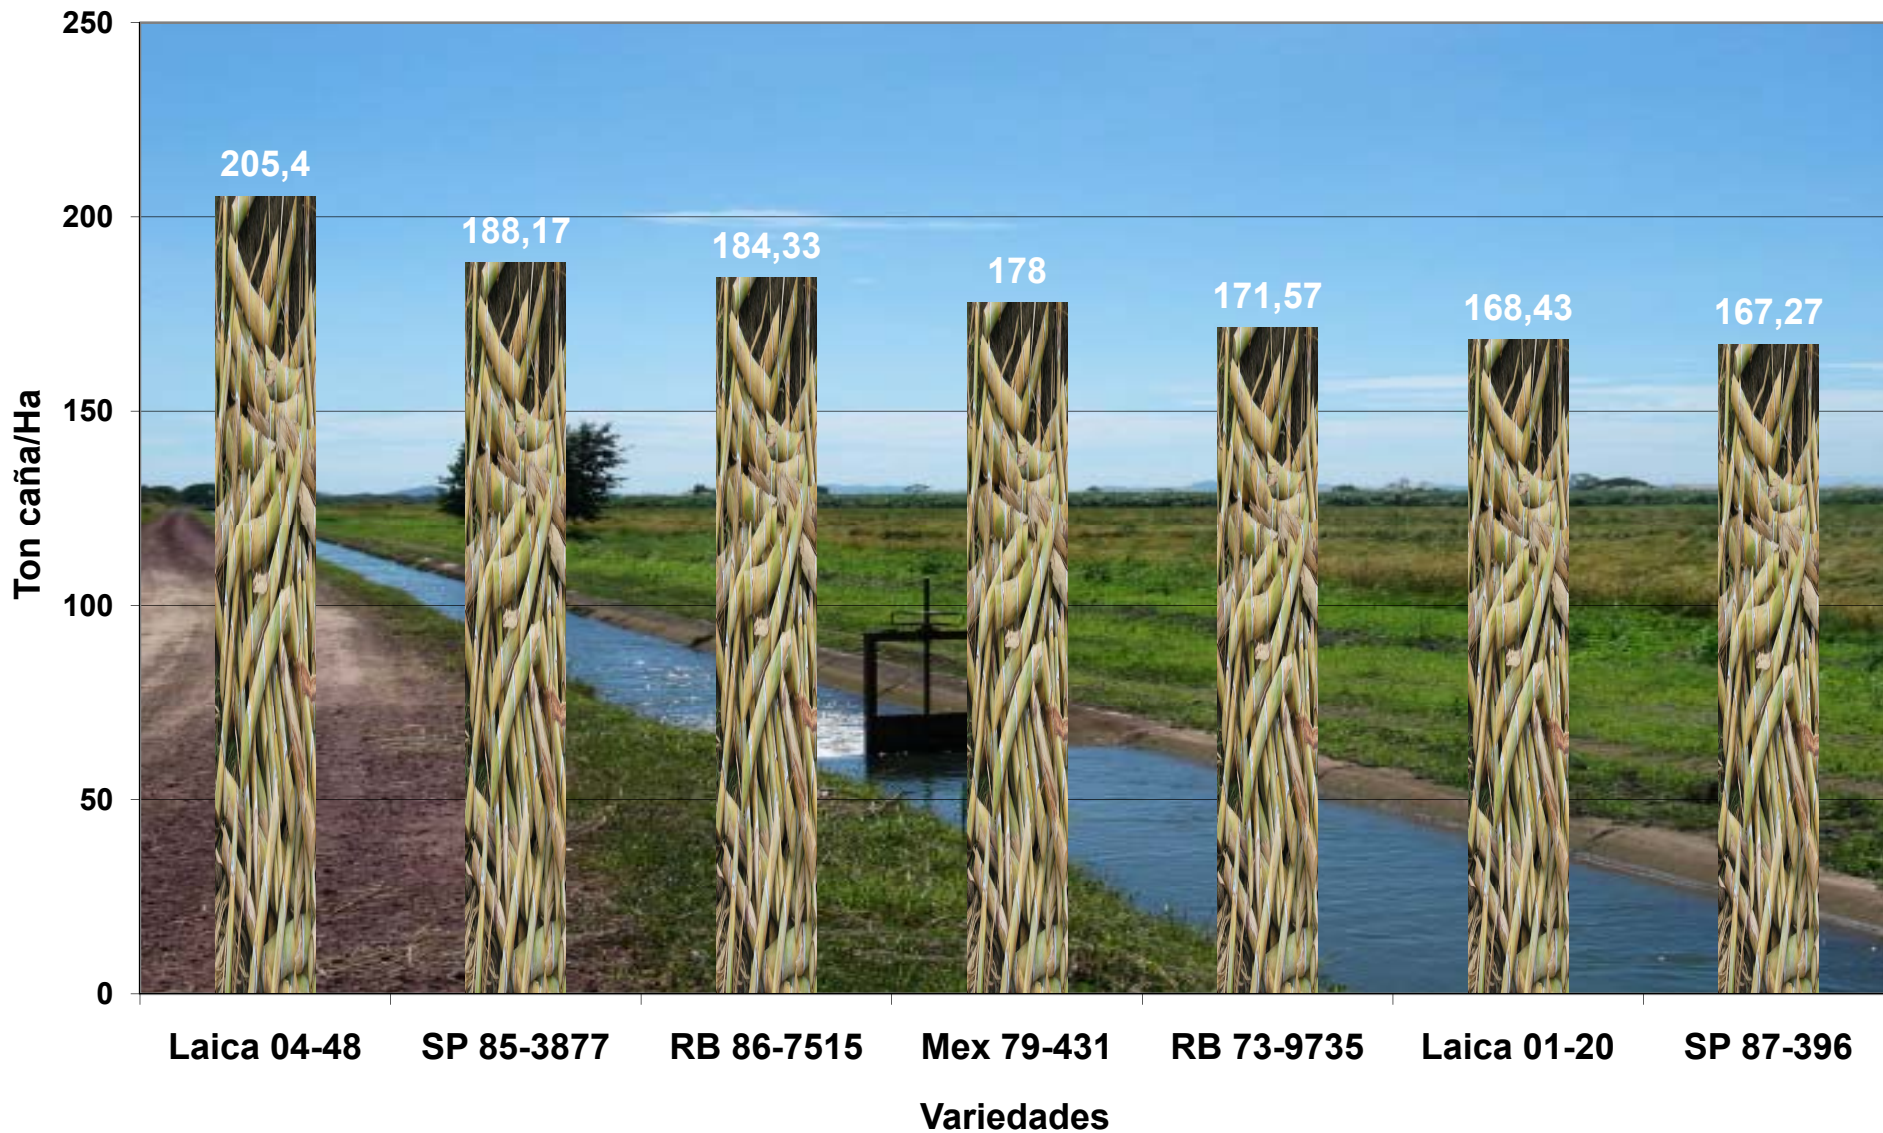 250
200
150
100
50
0
Ton caña/Ha
205,4
188,17
184,33
178
171,57
168,43
167,27
Laica 04-48
SP 85-3877
RB 86-7515
Mex 79-431
RB 73-9735
Laica 01-20
SP 87-396
Variedades